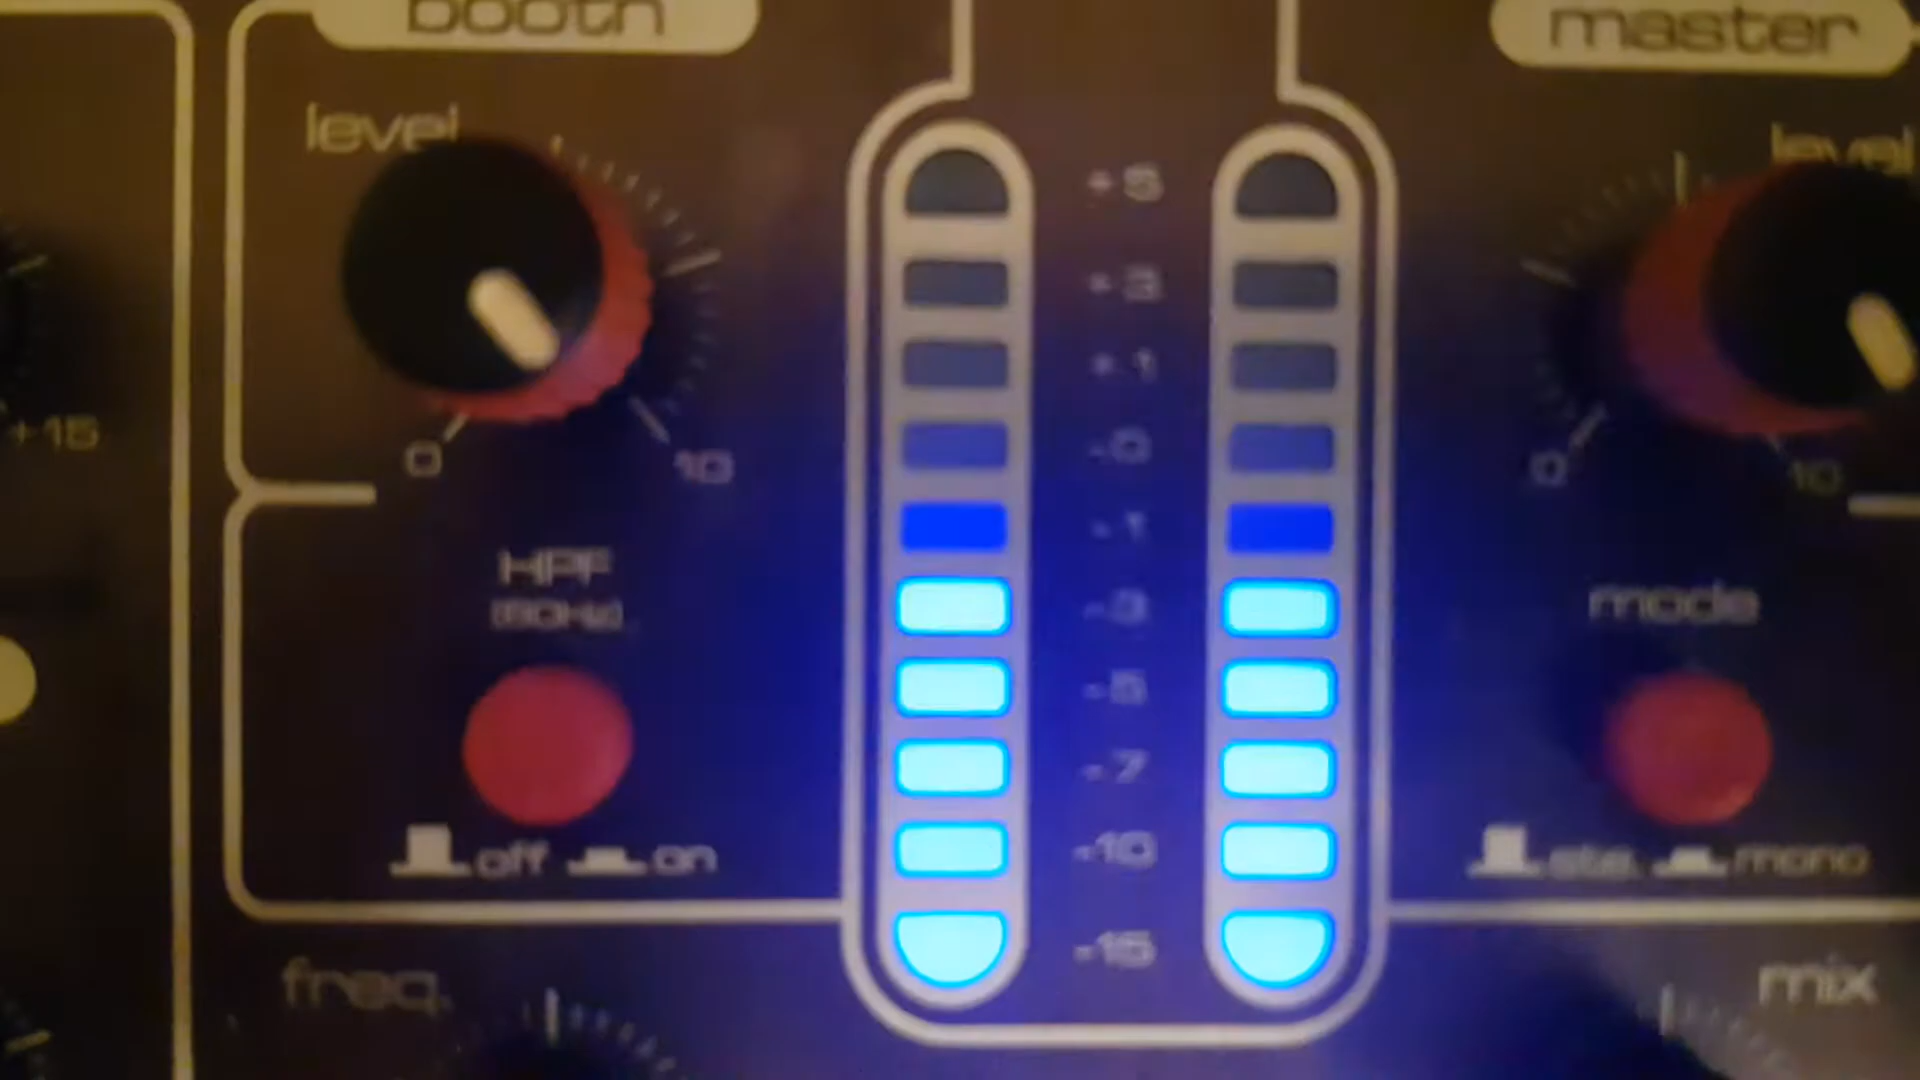 booth
master
level
level
+5
+3
+1
-0
-1
-3
-5
-7
-10
-15
+15
0
10
0
10
HPF
mode
off
on
ste.
mono
freq.
mix